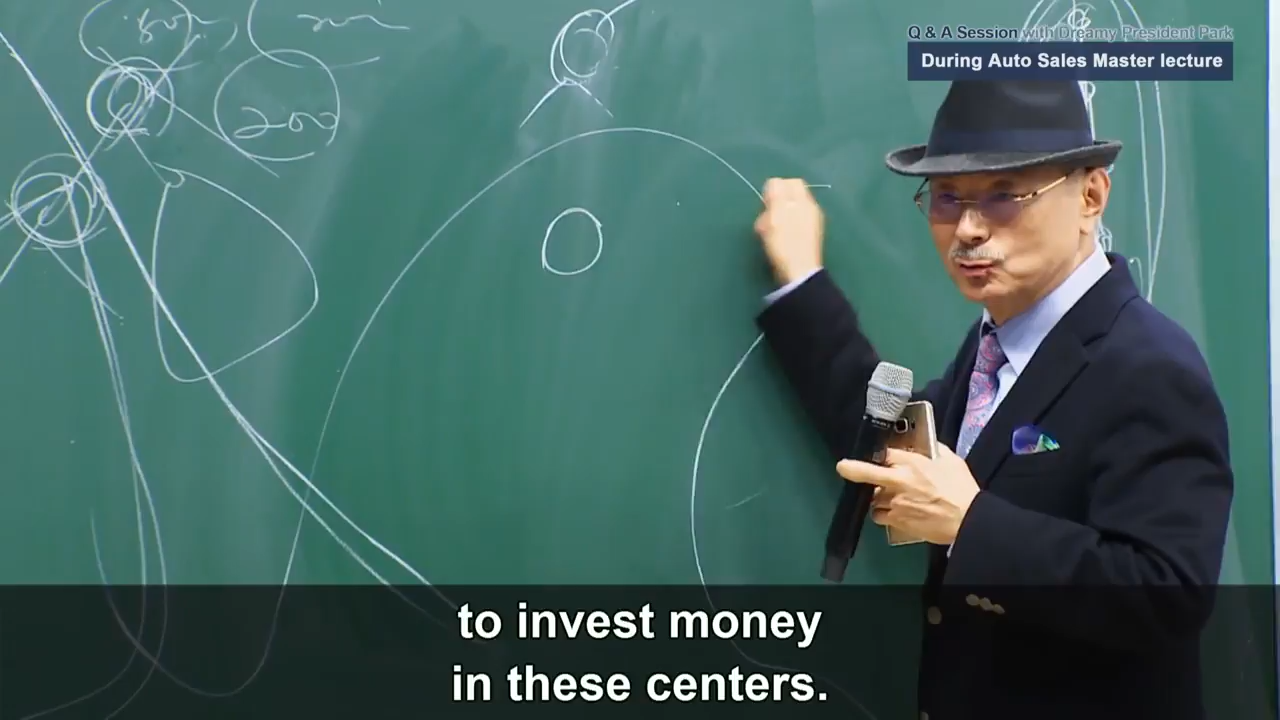 Q & A Session with Dreamy President Park
During Auto Sales Master lecture
200
to invest money
in these centers.